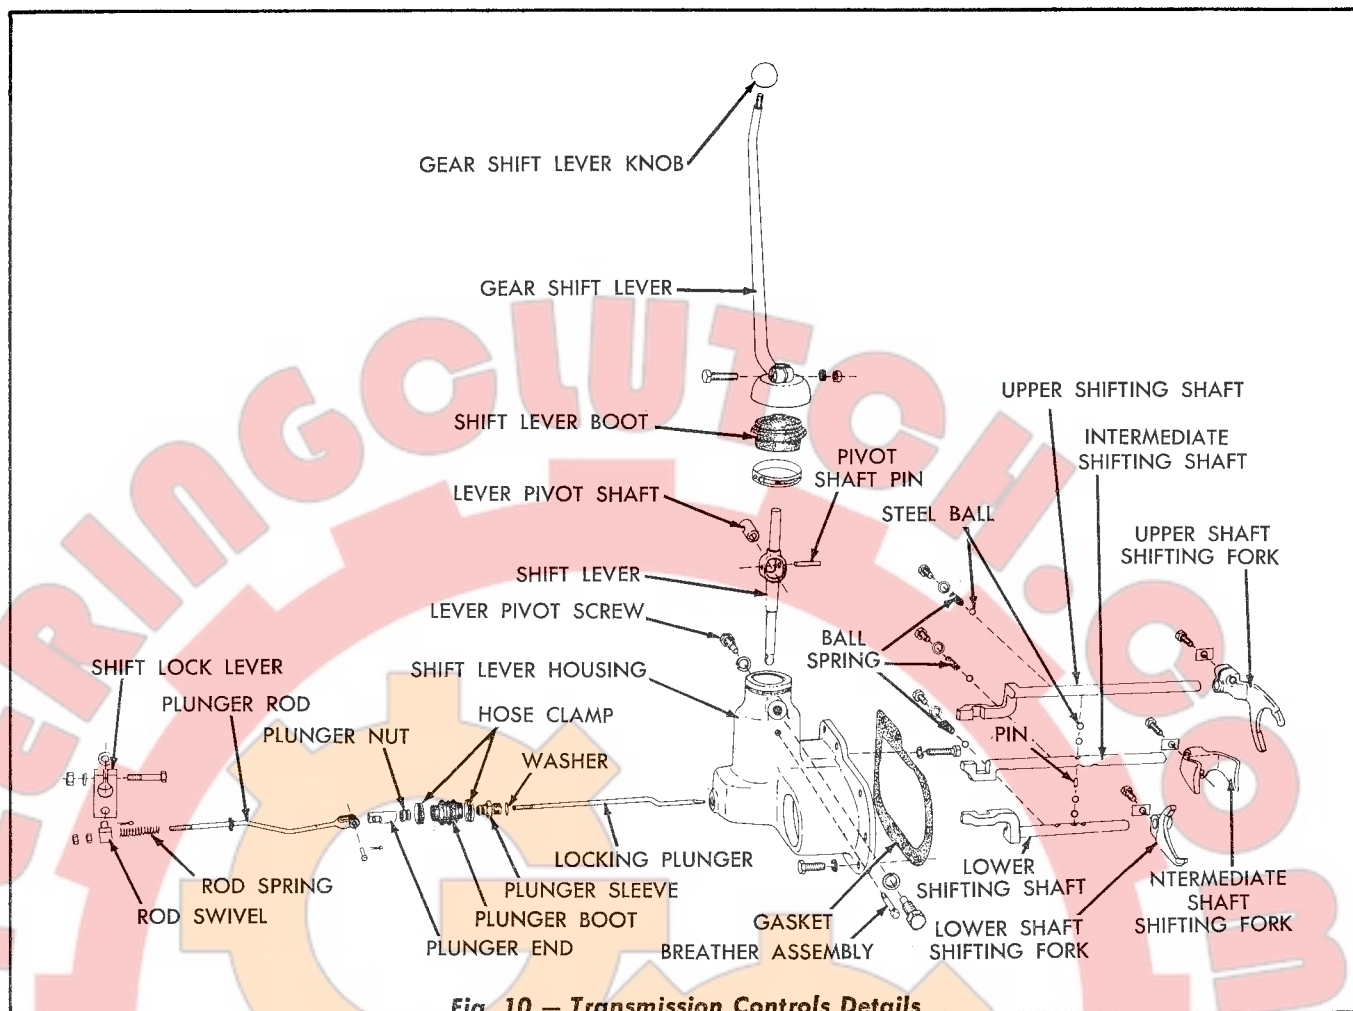 GEAR SHIFT LEVER KNOB
GEAR SHIFT LEVER
UPPER SHIFTING SHAFT
SHIFT LEVER BOOT
INTERMEDIATE
SHIFTING SHAFT
PIVOT
SHAFT PIN
LEVER PIVOT SHAFT
STEEL BALL
UPPER SHAFT
SHIFTING FORK
SHIFT LEVER
LEVER PIVOT SCREW
BALL
SPRING
SHIFT LOCK LEVER
SHIFT LEVER HOUSING
PLUNGER ROD
HOSE CLAMP
PLUNGER NUT
PIN
WASHER
LOCKING PLUNGER
LOWER
SHIFTING SHAFT
ROD SPRING
PLUNGER SLEEVE
NTERMEDIATE
SHAFT
SHIFTING FORK
ROD SWIVEL
PLUNGER BOOT
GASKET
LOWER SHAFT
SHIFTING FORK
PLUNGER END
BREATHER ASSEMBLY
Fig. 10 — Transmission Controls Details
ERINGCLUTCH.CO